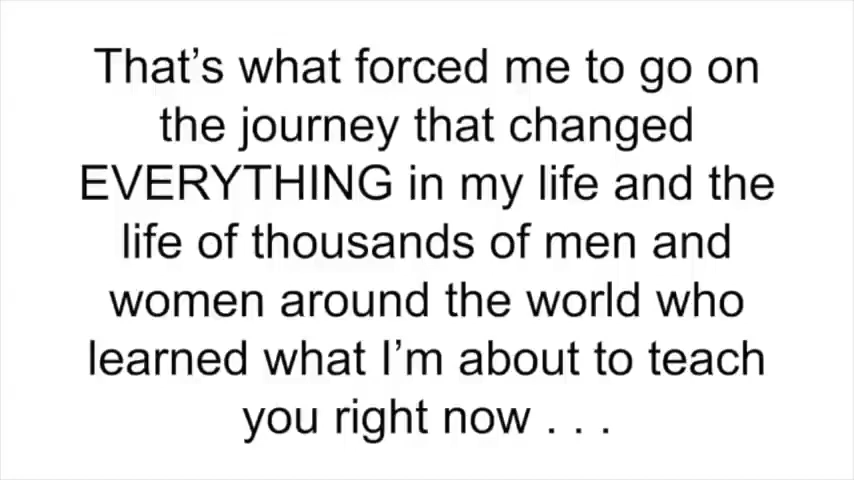 That’s what forced me to go on
the journey that changed
EVERYTHING in my life and the
life of thousands of men and
women around the world who
learned what I’m about to teach
you right now . . .